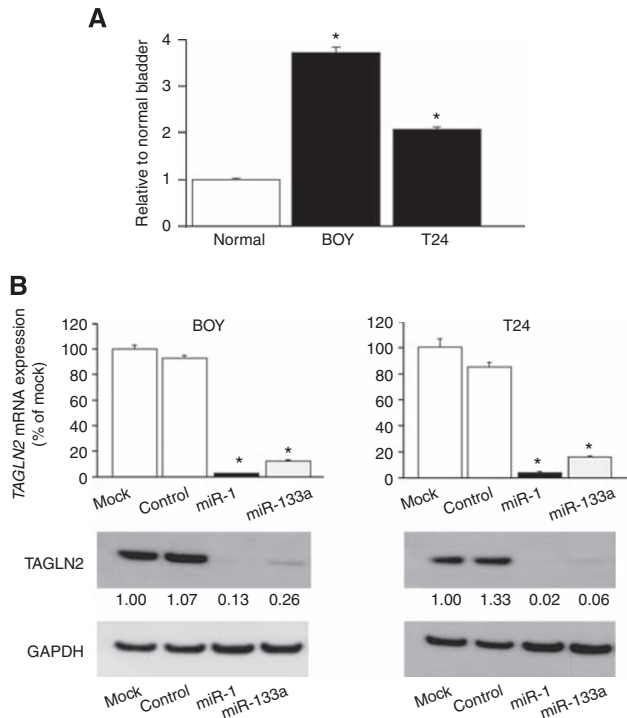 A
Relative to normal bladder
4
3
2
1
0
*
*
Normal BOY T24
B
TAGLN2 mRNA expression
(% of mock)
BOY
120
100
80
60
40
20
0
*
*
Mock Control miR-1 miR-133a
T24
120
100
80
60
40
20
0
*
*
Mock Control miR-1 miR-133a
TAGLN2
1.00 1.07 0.13 0.26
1.00 1.33 0.02 0.06
GAPDH
Mock Control miR-1 miR-133a
Mock Control miR-1 miR-133a